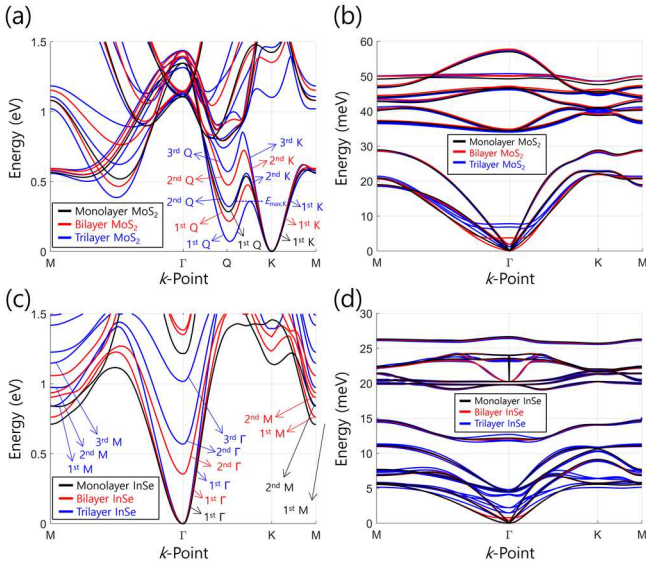 (a)
1.5
1
0.5
0
Energy (eV)
3rd Q
2nd Q
2nd Q
1st Q
1st Q
1st Q
3rd K
2nd K
2nd K
Emax,K
1st K
1st K
1st K
Monolayer MoS2
Bilayer MoS2
Trilayer MoS2
M
Γ
Q
K
M
k-Point
(b)
60
50
40
30
20
10
0
Energy (meV)
Monolayer MoS2
Bilayer MoS2
Trilayer MoS2
M
Γ
K
M
k-Point
(c)
1.5
1
0.5
0
Energy (eV)
3rd M
2nd M
1st M
3rd Γ
2nd Γ
2nd Γ
1st Γ
1st Γ
1st Γ
2nd M
1st M
2nd M
1st M
Monolayer InSe
Bilayer InSe
Trilayer InSe
M
Γ
K
M
k-Point
(d)
30
25
20
15
10
5
0
Energy (meV)
Monolayer InSe
Bilayer InSe
Trilayer InSe
M
Γ
K
M
k-Point